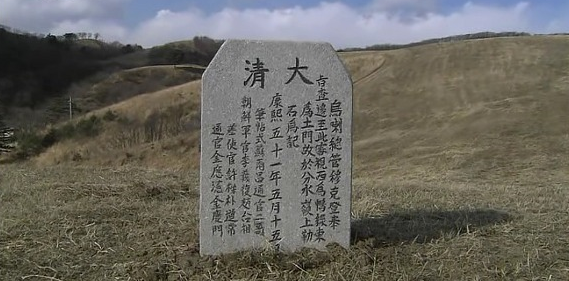 大清
烏喇總管穆克登奉
旨查邊至此審視西爲鴨綠東
爲土門故於分水嶺上勒
石爲記
康熙五十一年五月十五日
筆帖式蘇爾昌通官二哥
朝鮮軍官李義復趙台相
差使官許樑朴道常
通官金應瀗金慶門